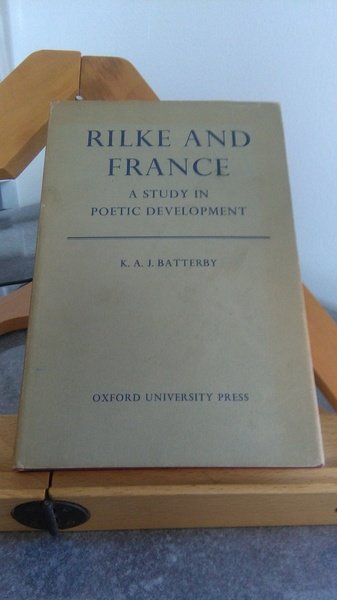 RILKE AND
FRANCE
A STUDY IN
POETIC DEVELOPMENT
K. A. J. BATTERBY
OXFORD UNIVERSITY PRESS